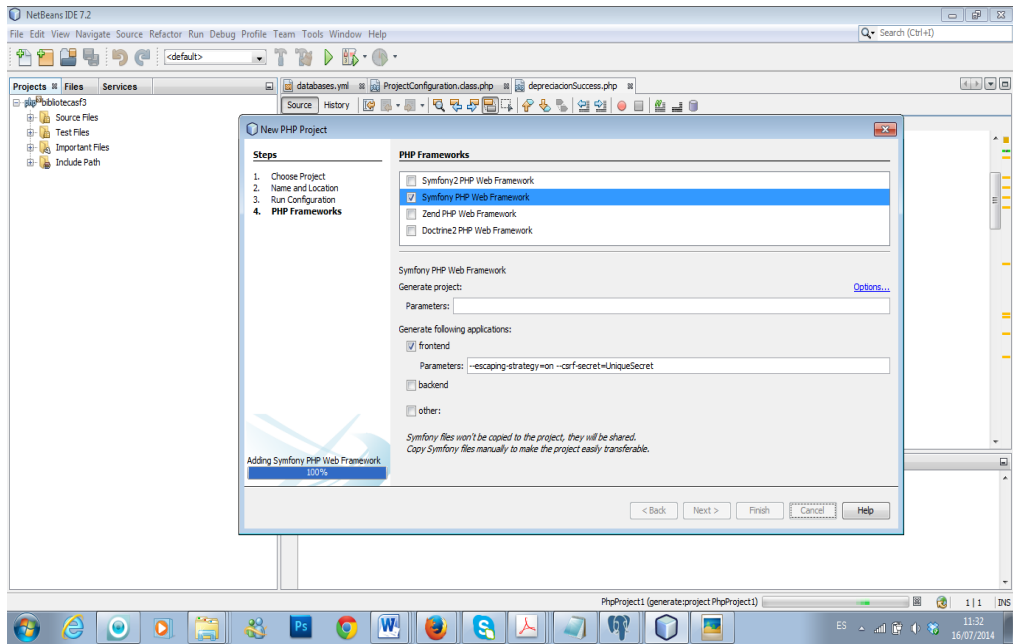 NetBeans IDE 7.2
File Edit View Navigate Source Refactor Run Debug Profile Team Tools Window Help
Search (Ctrl+I)
<default>
Projects Files Services
databases.yml ProjectConfiguration.class.php depreciacionSuccess.php
Source History
bibliotecasf3
Source Files
Test Files
Important Files
Include Path
New PHP Project
Steps
1. Choose Project
2. Name and Location
3. Run Configuration
4. PHP Frameworks
PHP Frameworks
Symfony2 PHP Web Framework
Symfony PHP Web Framework
Zend PHP Web Framework
Doctrine2 PHP Web Framework
Symfony PHP Web Framework
Generate project: Options...
Parameters:
Generate following applications:
frontend
Parameters: --escaping-strategy=on --csrf-secret=UniqueSecret
backend
other:
Symfony files won't be copied to the project, they will be shared.
Copy Symfony files manually to make the project easily transferable.
Adding Symfony PHP Web Framework
100%
< Back Next > Finish Cancel Help
PhpProject1 (generate:project PhpProject1) 1|1 INS
Ps W S ES 11:32
16/07/2014